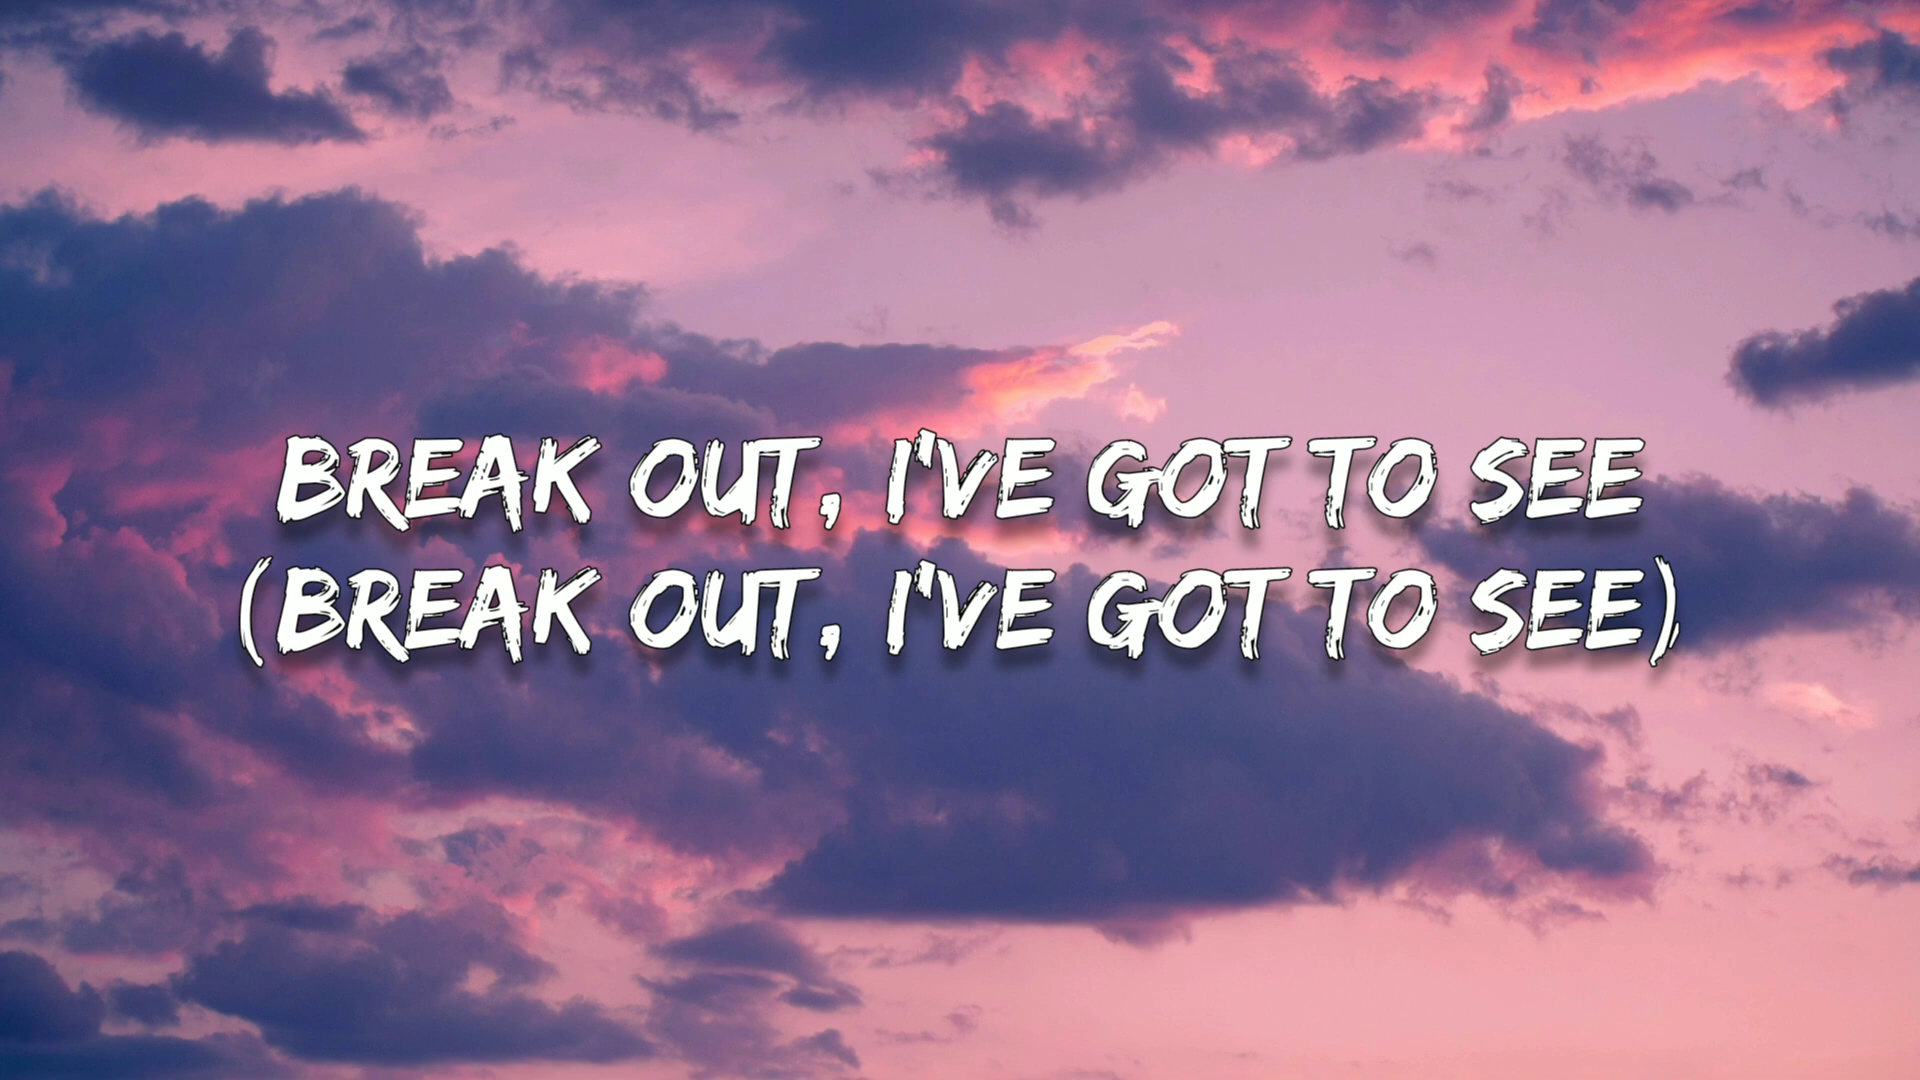 BREAK OUT, I'VE GOT TO SEE
(BREAK OUT, I'VE GOT TO SEE)